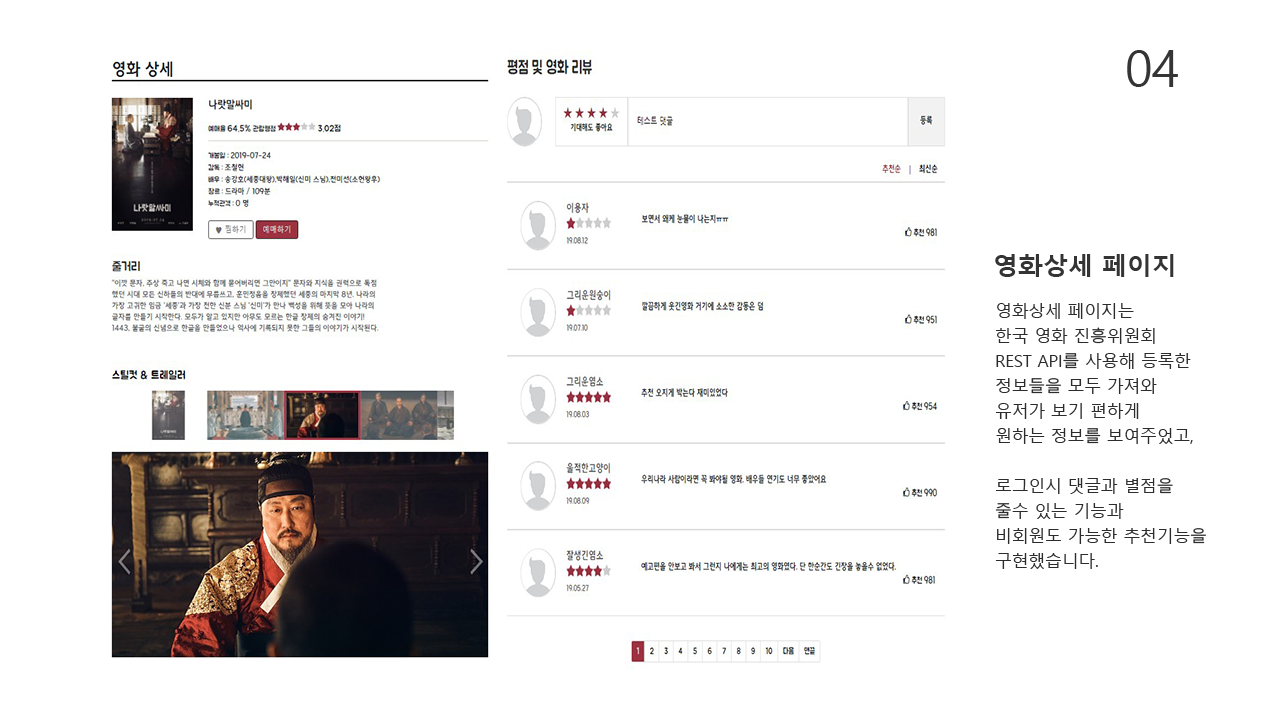 영화 상세
나랏말싸미
예매율 64.5% 관람평점 3.02점
개봉일 : 2019-07-24
감독 : 조철현
배우 : 송강호(세종대왕),박해일(신미 스님),전미선(소헌왕후)
장르 : 드라마 / 109분
누적관객 : 0 명
찜하기 예매하기
나랏말싸미
2019.07.24
줄거리
"이깟 문자, 주상 죽고 나면 시체와 함께 묻어버리면 그만이지" 문자와 지식을 권력으로 독점
했던 시대 모든 신하들의 반대에 무릅쓰고, 훈민정음을 창제했던 세종의 마지막 8년. 나라의
가장 고귀한 임금 '세종'과 가장 천한 신분 스님 '신미'가 만나 백성을 위해 뜻을 모아 나라의
글자를 만들기 시작한다. 모두가 알고 있지만 아무도 모르는 한글 창제의 숨겨진 이야기!
1443, 불굴의 신념으로 한글을 만들었으나 역사에 기록되지 못한 그들의 이야기가 시작된다.
스틸컷 & 트레일러
평점 및 영화 리뷰
기대해도 좋아요
테스트 댓글
등록
추천순 | 최신순
이용자
19.08.12
보면서 왜케 눈물이 나는지ㅠㅠ
추천 981
그리운원숭이
19.07.10
깔끔하게 웃긴영화 거기에 소소한 감동은 덤
추천 951
그리운염소
19.08.03
추천 오지게 박는다 재미있었다
추천 954
울적한고양이
19.08.09
우리나라 사람이라면 꼭 봐야될 영화. 배우들 연기도 너무 좋았어요
추천 990
잘생긴염소
19.05.27
예고편을 안보고 봐서 그런지 나에게는 최고의 영화였다. 단 한순간도 긴장을 놓을수 없었다.
추천 981
1 2 3 4 5 6 7 8 9 10 다음 맨끝
04
영화상세 페이지
영화상세 페이지는
한국 영화 진흥위원회
REST API를 사용해 등록한
정보들을 모두 가져와
유저가 보기 편하게
원하는 정보를 보여주었고,
로그인시 댓글과 별점을
줄수 있는 기능과
비회원도 가능한 추천기능을
구현했습니다.